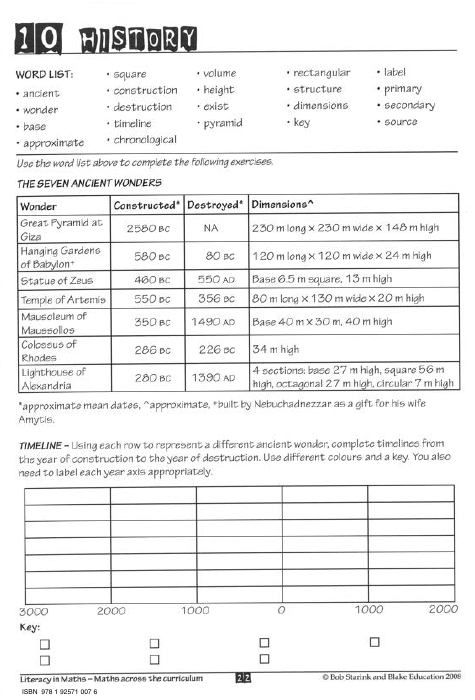 10 HISTORY
WORD LIST: • square • volume • rectangular • label
• ancient • construction • height • structure • primary
• wonder • destruction • exist • dimensions • secondary
• base • timeline • pyramid • key • source
• approximate • chronological
Use the word list above to complete the following exercises.
THE SEVEN ANCIENT WONDERS
Wonder Constructed* Destroyed* Dimensions^
Great Pyramid at Giza 2580 BC NA 230 m long x 230 m wide x 148 m high
Hanging Gardens of Babylon+ 580 BC 80 BC 120 m long x 120 m wide x 24 m high
Statue of Zeus 460 BC 550 AD Base 6.5 m square, 13 m high
Temple of Artemis 550 BC 356 BC 80 m long x 130 m wide x 20 m high
Mausoleum of Maussollos 350 BC 1490 AD Base 40 m x 30 m, 40 m high
Colossus of Rhodes 286 BC 226 BC 34 m high
Lighthouse of Alexandria 280 BC 1390 AD 4 sections: base 27 m high, square 56 m high, octagonal 27 m high, circular 7 m high
*approximate mean dates, ^approximate, +built by Nebuchadnezzar as a gift for his wife
Amytis.
TIMELINE – Using each row to represent a different ancient wonder, complete timelines from
the year of construction to the year of destruction. Use different colours and a key. You also
need to label each year axis appropriately.
3000 2000 1000 0 1000 2000
Key:
Literacy in Maths – Maths across the curriculum 22 © Bob Starink and Blake Education 2008
ISBN 978 1 92571 007 6